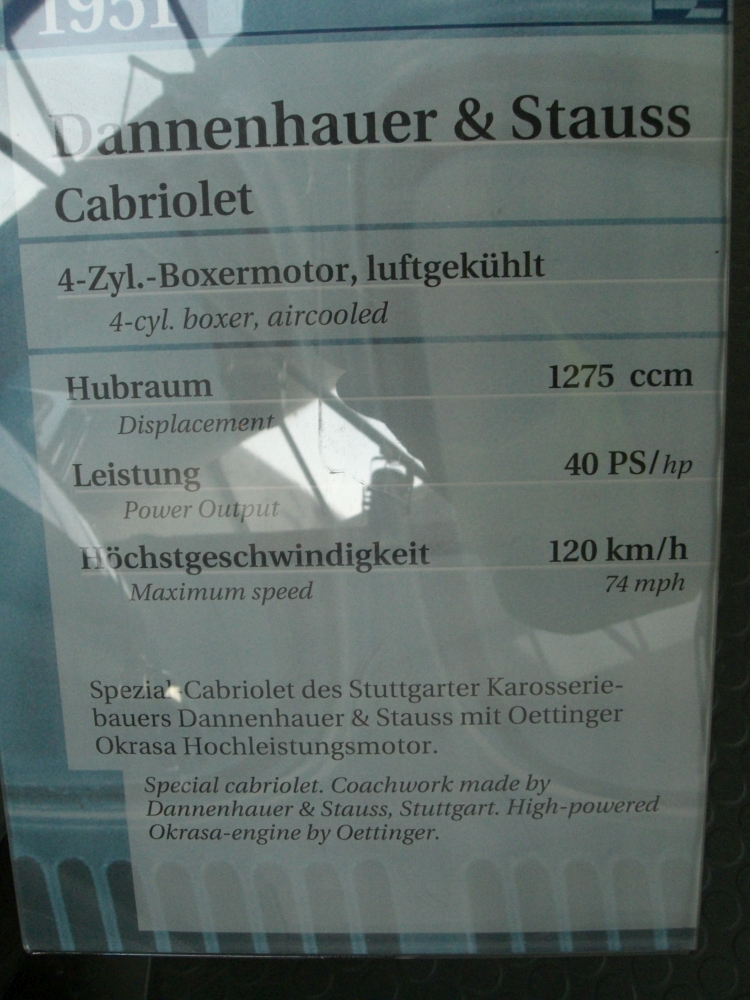 1951
Dannenhauer & Stauss
Cabriolet
4-Zyl.-Boxermotor, luftgekühlt
4-cyl. boxer, aircooled
Hubraum 1275 ccm
Displacement
Leistung 40 PS/hp
Power Output
Höchstgeschwindigkeit 120 km/h
Maximum speed 74 mph
Spezial-Cabriolet des Stuttgarter Karosserie-
bauers Dannenhauer & Stauss mit Oettinger
Okrasa Hochleistungsmotor.
Special cabriolet. Coachwork made by
Dannenhauer & Stauss, Stuttgart. High-powered
Okrasa-engine by Oettinger.